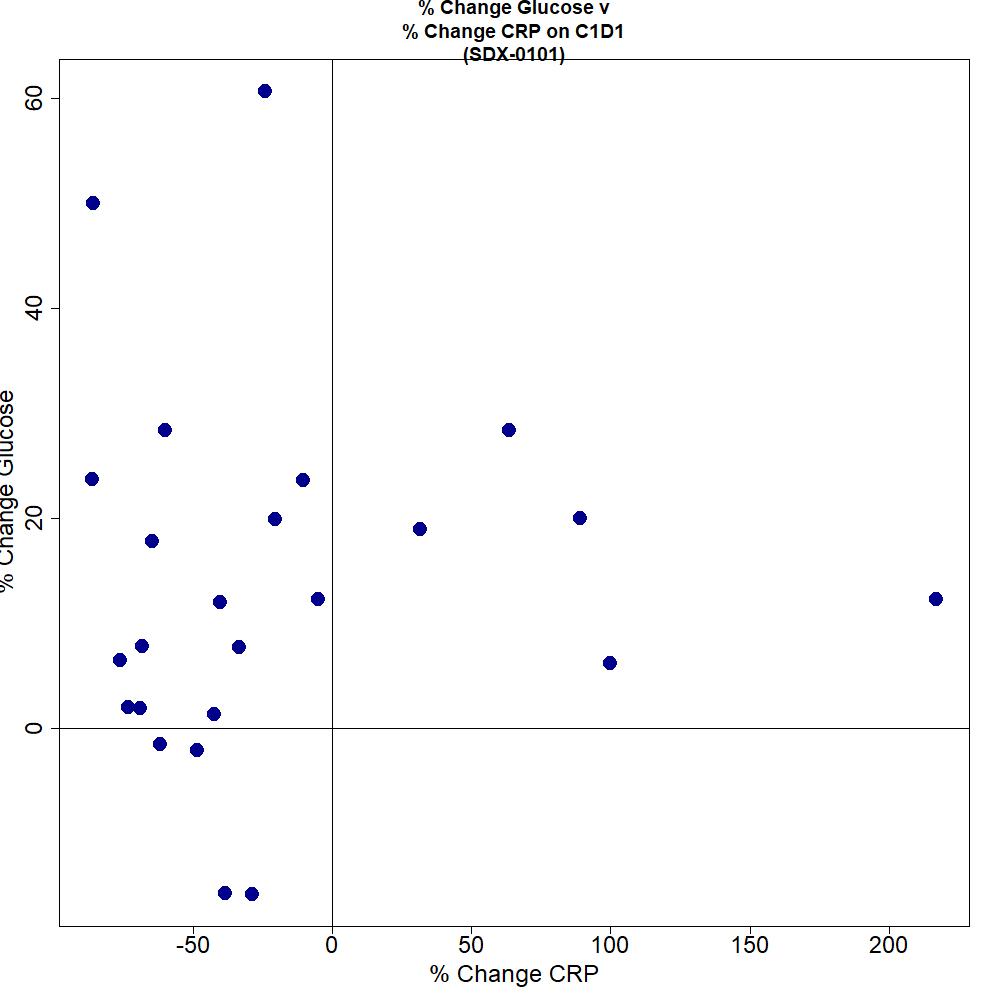 % Change Glucose v
% Change CRP on C1D1
(SDX-0101)
60
40
20
0
% Change Glucose
-50
0
50
100
150
200
% Change CRP